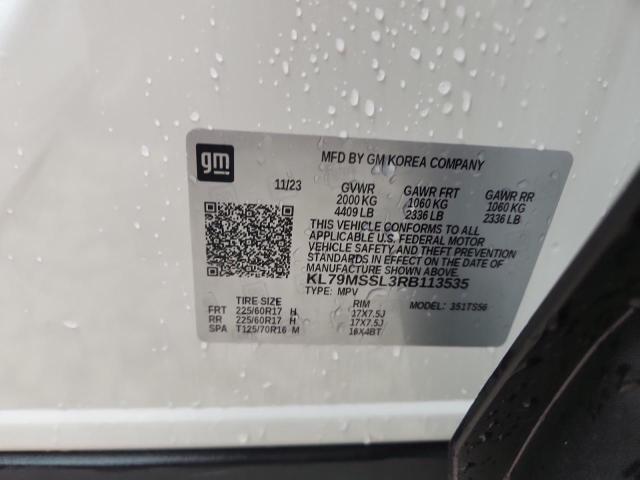 gm
MFD BY GM KOREA COMPANY
11/23 GVWR GAWR FRT GAWR RR
2000 KG 1060 KG 1060 KG
4409 LB 2336 LB 2336 LB
THIS VEHICLE CONFORMS TO ALL
APPLICABLE U.S. FEDERAL MOTOR
VEHICLE SAFETY AND THEFT PREVENTION
STANDARDS IN EFFECT ON THE DATE OF
MANUFACTURE SHOWN ABOVE.
KL79MSSL3RB113535
TYPE: MPV MODEL: 351TS56
TIRE SIZE RIM
FRT 225/60R17 H 17X7.5J
RR 225/60R17 H 17X7.5J
SPA T125/70R16 M 16X4BT